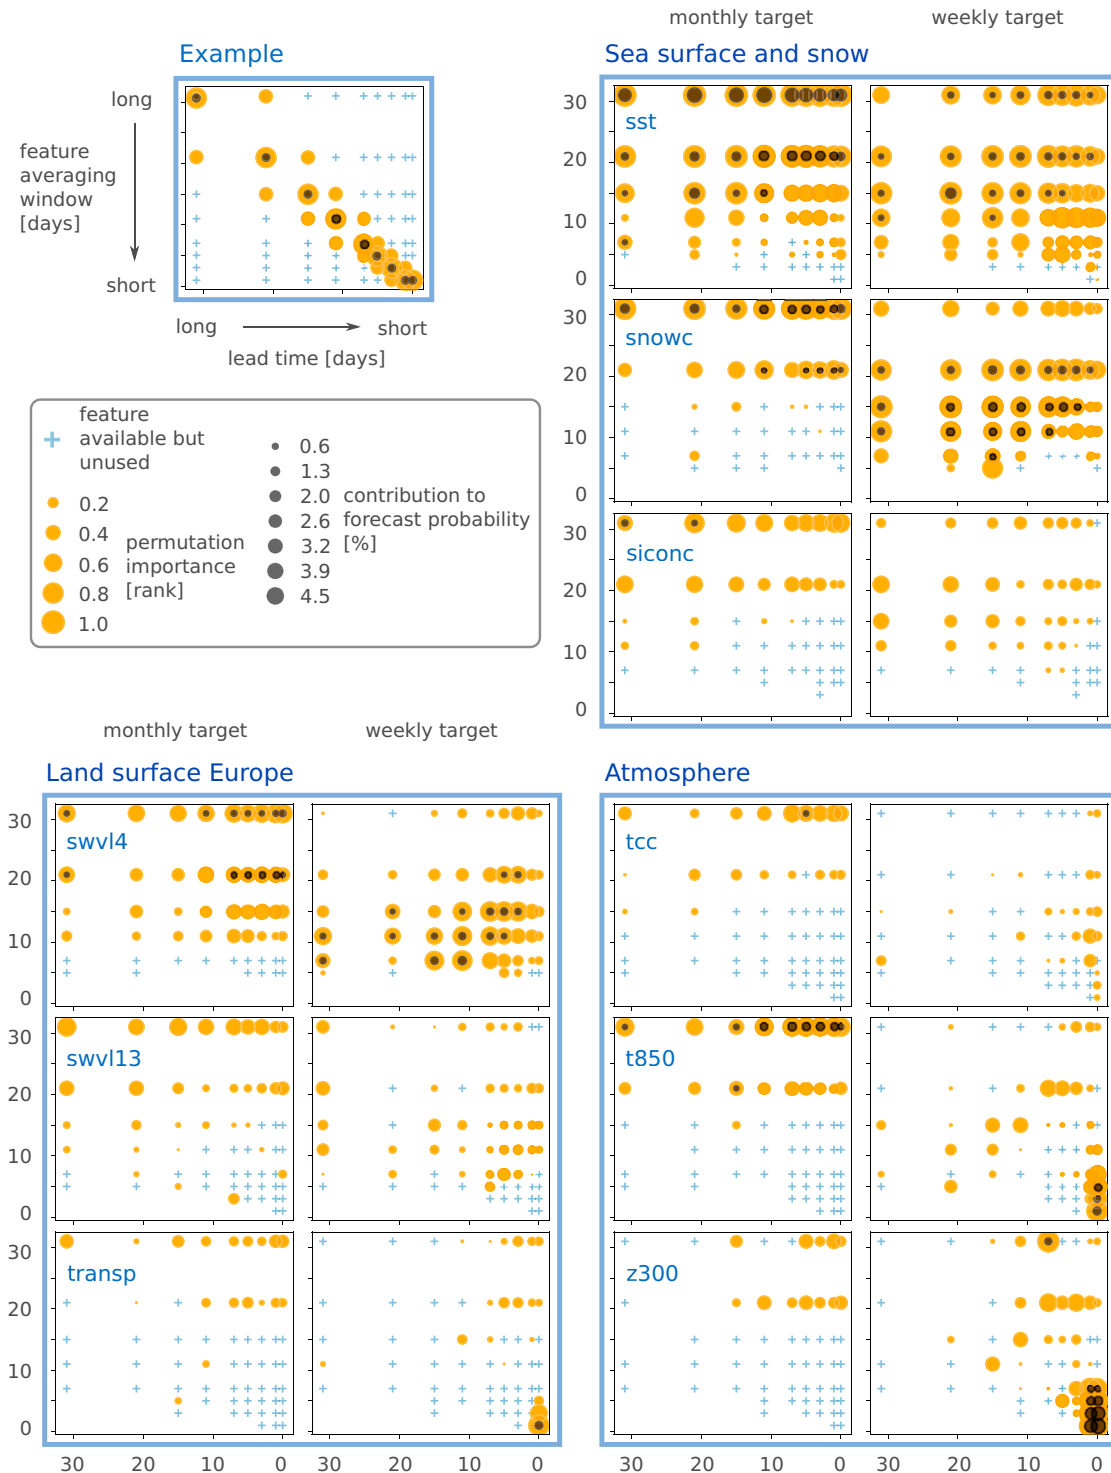 monthly target
weekly target
Example
Sea surface and snow
long
feature
averaging
window
[days]
short
long
short
lead time [days]
feature
available but
unused
0.2
0.4
0.6
0.8
1.0
permutation
importance
[rank]
0.6
1.3
2.0
2.6
3.2
3.9
4.5
contribution to
forecast probability
[%]
30
sst
20
10
0
30
snowc
20
10
0
30
siconc
20
10
0
30
20
10
0
30
20
10
0
monthly target
weekly target
Land surface Europe
30
swvl4
20
10
0
30
swvl13
20
10
0
30
transp
20
10
0
30
20
10
0
30
20
10
0
Atmosphere
tcc
t850
z300
30
20
10
0
30
20
10
0